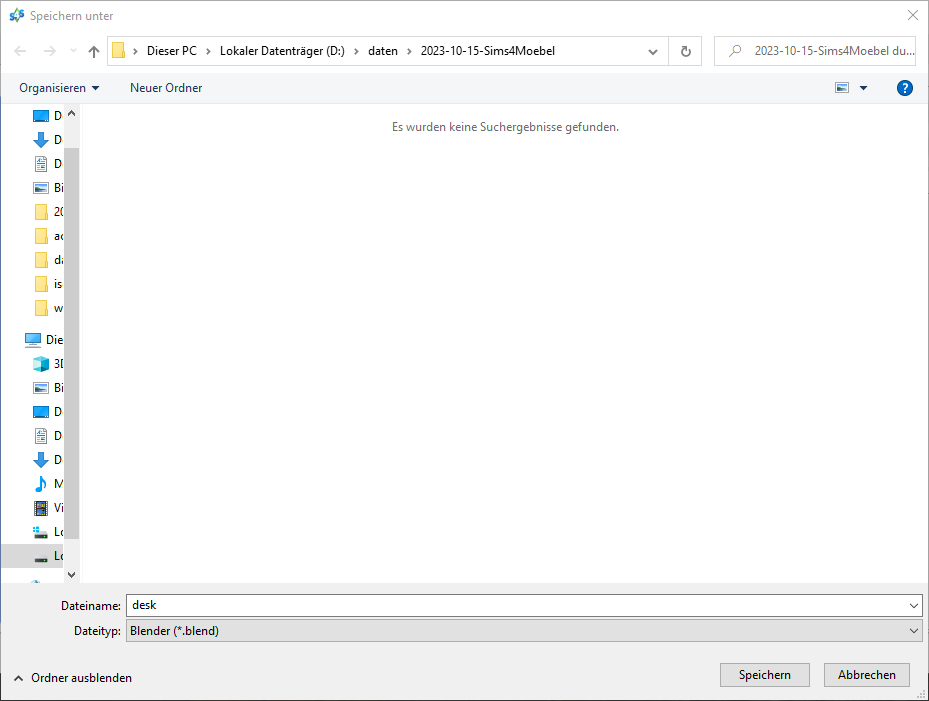 Speichern unter
Dieser PC > Lokaler Datenträger (D:) > daten > 2023-10-15-Sims4Moebel
2023-10-15-Sims4Moebel du...
Organisieren
Neuer Ordner
?
Es wurden keine Suchergebnisse gefunden.
Bi
20
da
is
w
Die
3D
Bi
M
Vi
Lo
Lo
Dateiname: desk
Dateityp: Blender (*.blend)
Ordner ausblenden
Speichern
Abbrechen